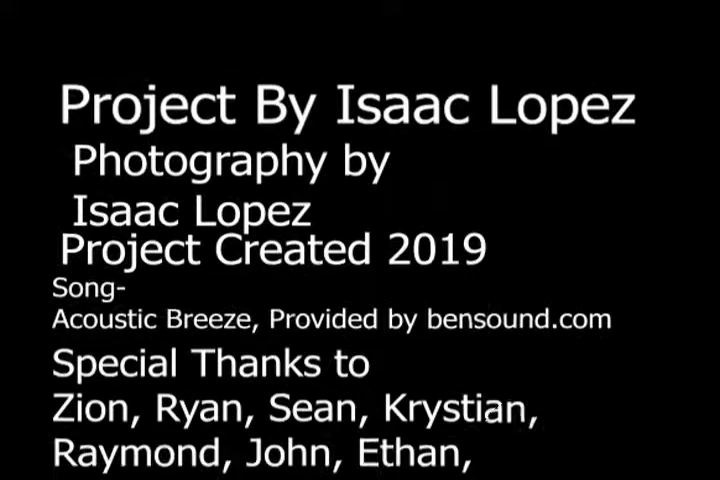 Project By Isaac Lopez
Photography by
Isaac Lopez
Project Created 2019
Song-
Acoustic Breeze, Provided by bensound.com
Special Thanks to
Zion, Ryan, Sean, Krystian,
Raymond, John, Ethan,